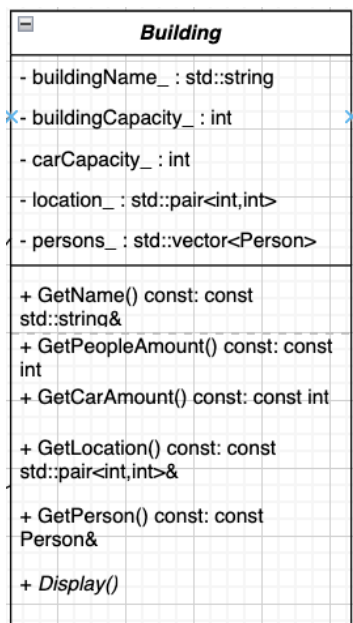 Building
- buildingName_ : std::string
- buildingCapacity_ : int
- carCapacity_ : int
- location_ : std::pair<int,int>
- persons_ : std::vector<Person>
+ GetName() const: const
std::string&
+ GetPeopleAmount() const: const
int
+ GetCarAmount() const: const int
+ GetLocation() const: const
std::pair<int,int>&
+ GetPerson() const: const
Person&
+ Display()